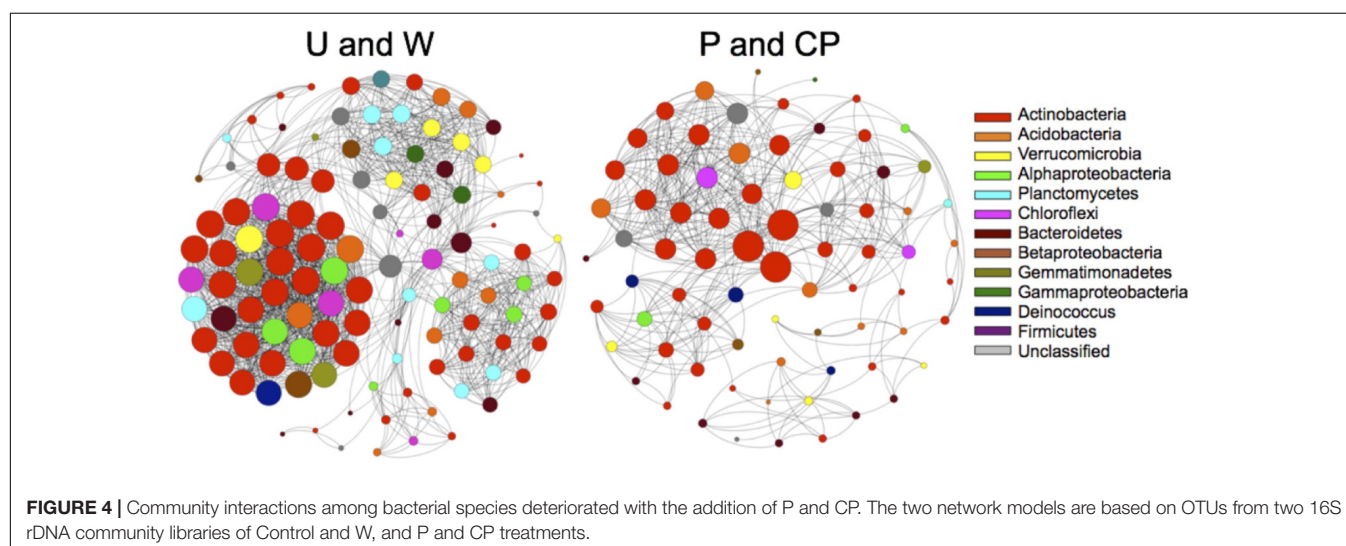 U and W
P and CP
Actinobacteria
Acidobacteria
Verrucomicrobia
Alphaproteobacteria
Planctomycetes
Chloroflexi
Bacteroidetes
Betaproteobacteria
Gemmatimonadetes
Gammaproteobacteria
Deinococcus
Firmicutes
Unclassified
FIGURE 4 | Community interactions among bacterial species deteriorated with the addition of P and CP. The two network models are based on OTUs from two 16S
rDNA community libraries of Control and W, and P and CP treatments.